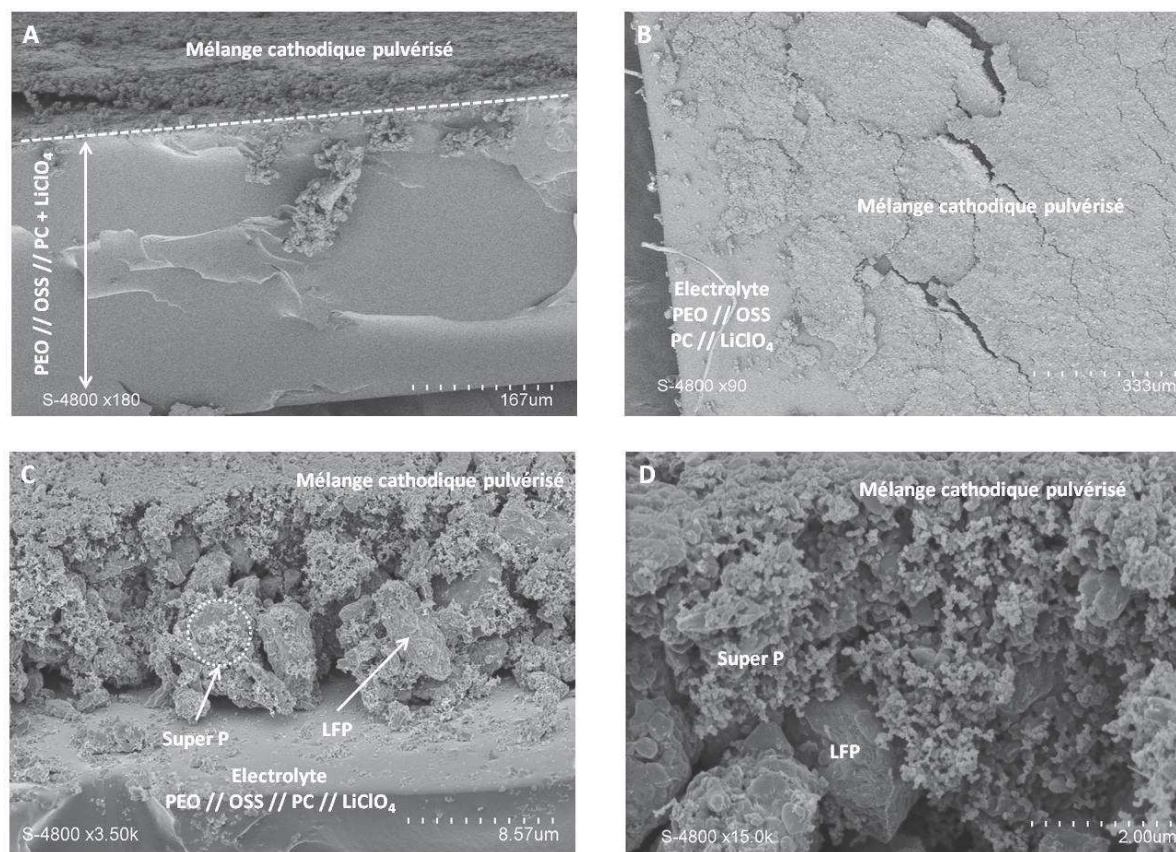 A
Mélange cathodique pulvérisé
PEO // OSS // PC + LiClO₄
S-4800 x180
167um
B
Mélange cathodique pulvérisé
Electrolyte
PEO // OSS
PC // LiClO₄
S-4800 x90
333um
C
Mélange cathodique pulvérisé
Super P
LFP
Electrolyte
PEO // OSS // PC // LiClO₄
S-4800 x3.50k
8.57um
D
Mélange cathodique pulvérisé
Super P
LFP
S-4800 x15.0k
2.00um